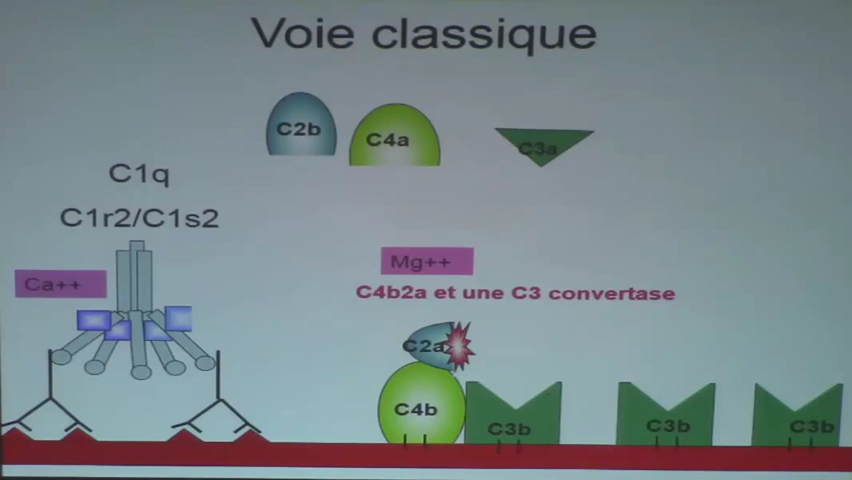 Voie classique
C2b
C4a
C3a
C1q
C1r2/C1s2
Ca++
Mg++
C4b2a et une C3 convertase
C2a
C4b
C3b
C3b
C3b